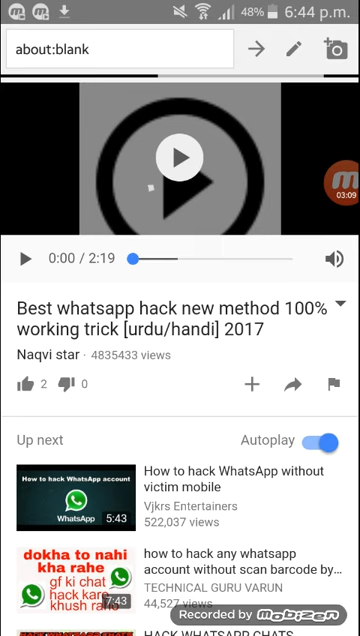 48% 6:44 p.m.
about:blank
03:09
0:00 / 2:19
Best whatsapp hack new method 100%
working trick [urdu/handi] 2017
Naqvi star · 4835433 views
2 0
Up next Autoplay
How to hack WhatsApp account
WhatsApp
5:43
How to hack WhatsApp without
victim mobile
Vjkrs Entertainers
522,037 views
dokha to nahi
kha rahe
gf ki chat
hack kare
khush raho
7:43
how to hack any whatsapp
account without scan barcode by...
TECHNICAL GURU VARUN
44,527 views
Recorded by mobizen
HACK WHATSAPP CHATS